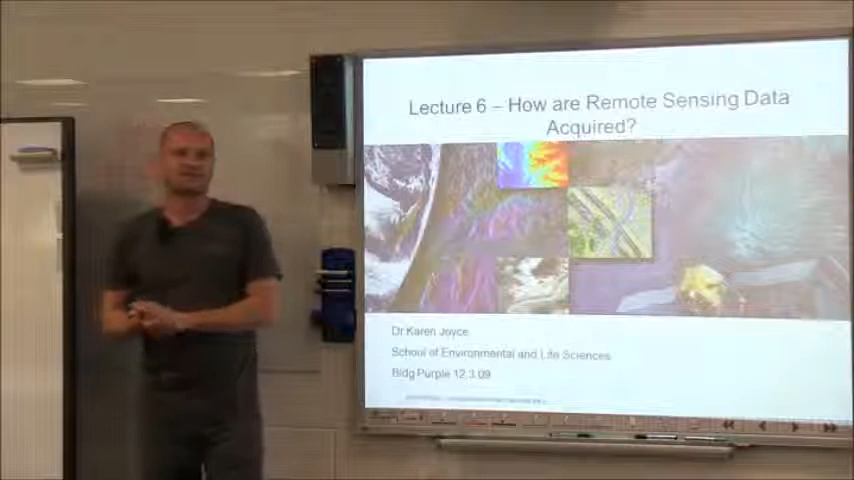 Lecture 6 – How are Remote Sensing Data
Acquired?
Dr Karen Joyce
School of Environmental and Life Sciences
Bldg Purple 12.3.09